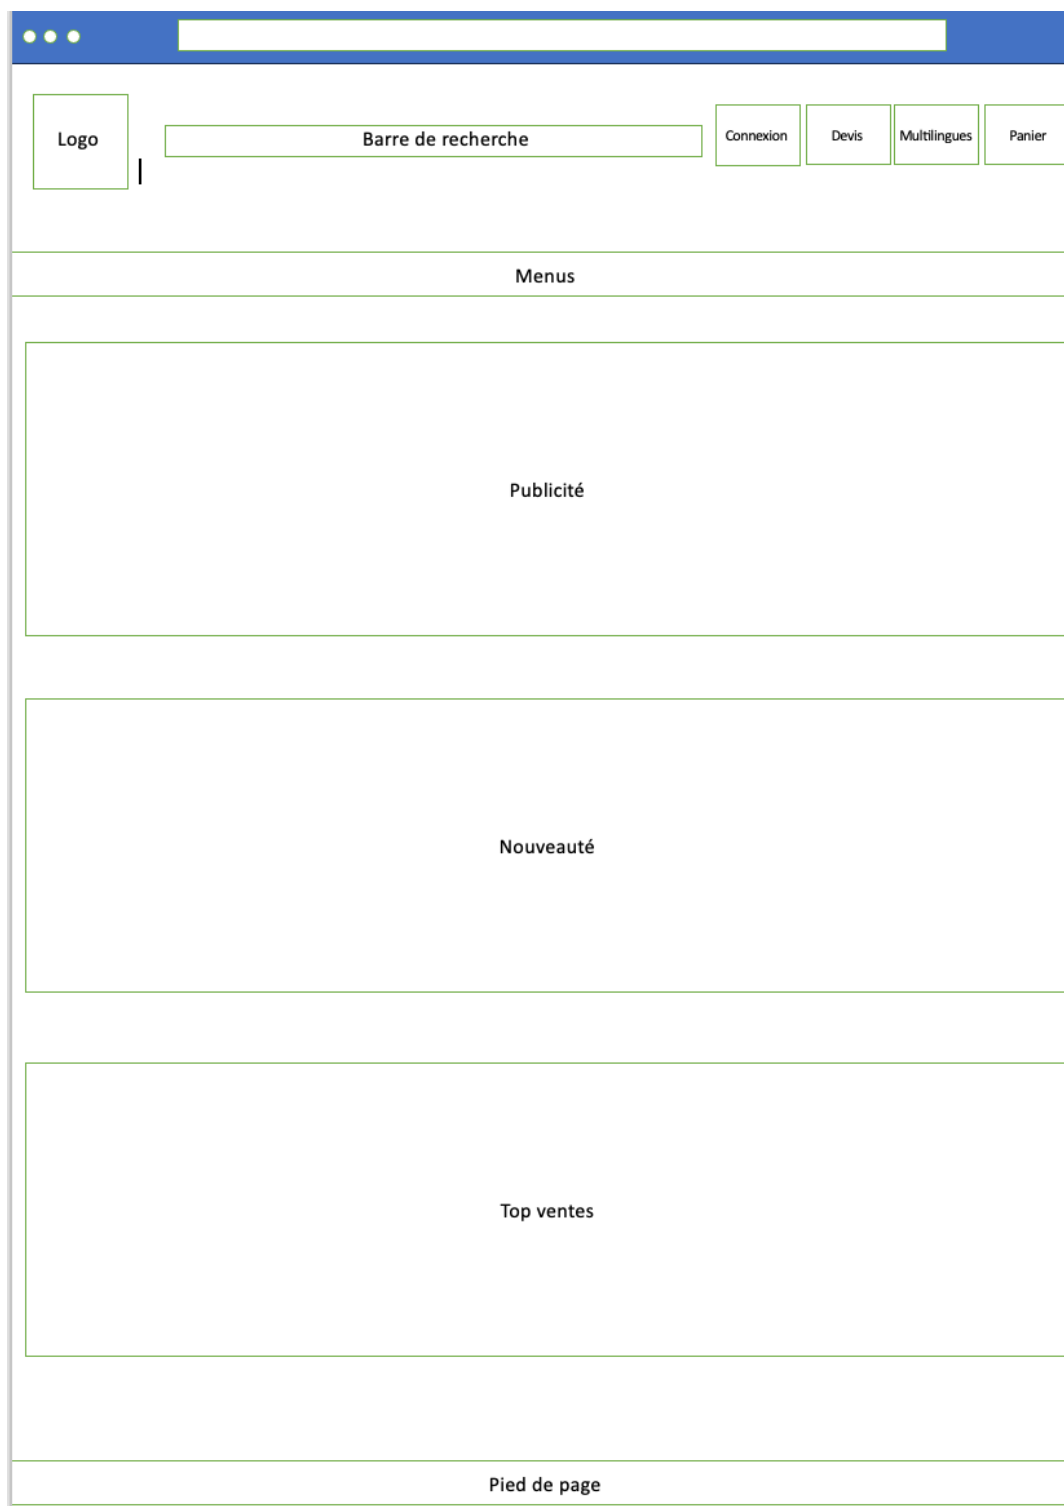 Logo
Barre de recherche
Connexion
Devis
Multilingues
Panier
Menus
Publicité
Nouveauté
Top ventes
Pied de page